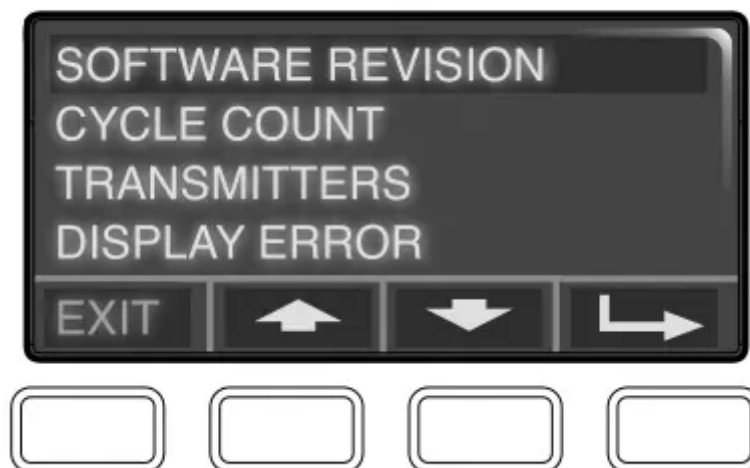 SOFTWARE REVISION
CYCLE COUNT
TRANSMITTERS
DISPLAY ERROR
EXIT